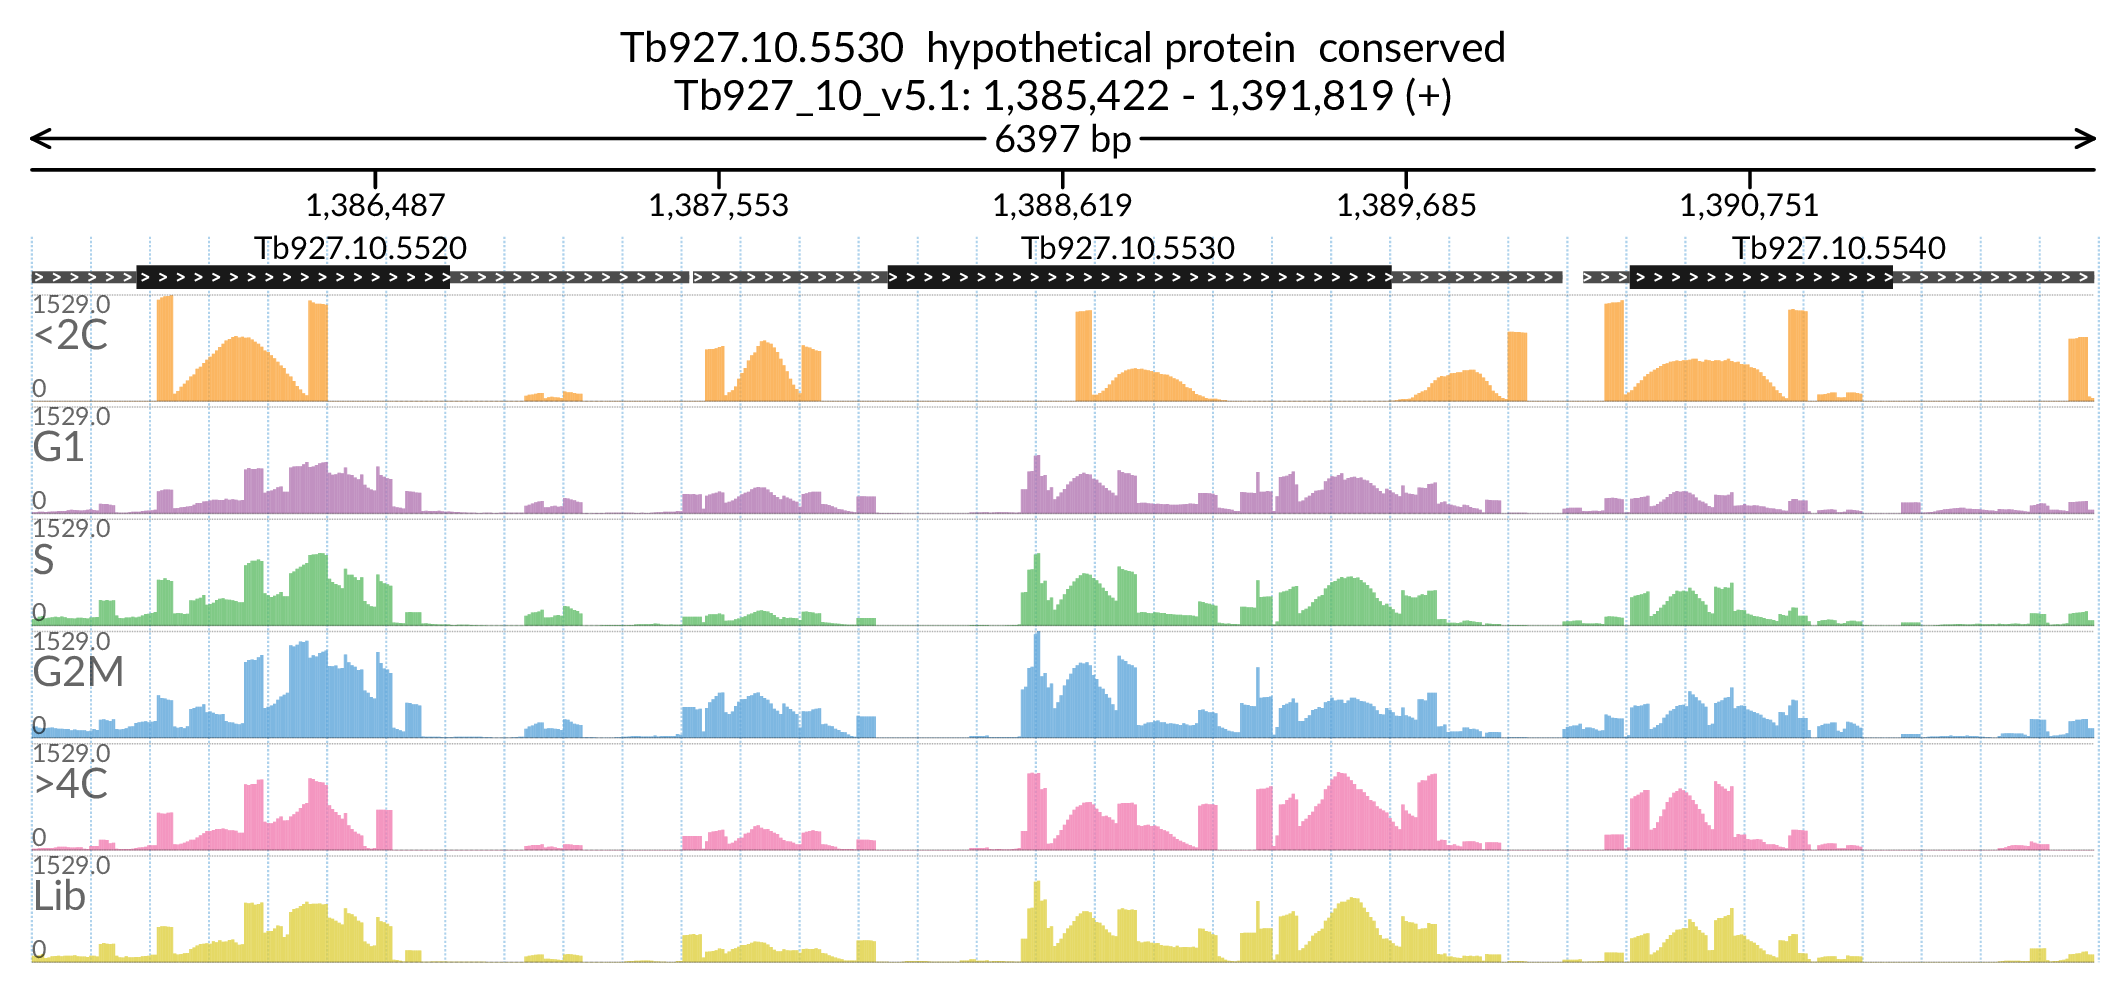 Tb927.10.5530  hypothetical protein  conserved
Tb927_10_v5.1: 1,385,422 - 1,391,819 (+)
6397 bp
1,386,487 1,387,553 1,388,619 1,389,685 1,390,751
Tb927.10.5520 Tb927.10.5530 Tb927.10.5540
1529.0
<2C
0
1529.0
G1
0
1529.0
S
0
1529.0
G2M
0
1529.0
>4C
0
1529.0
Lib
0